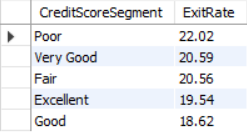 CreditScoreSegment ExitRate
Poor 22.02
Very Good 20.59
Fair 20.56
Excellent 19.54
Good 18.62